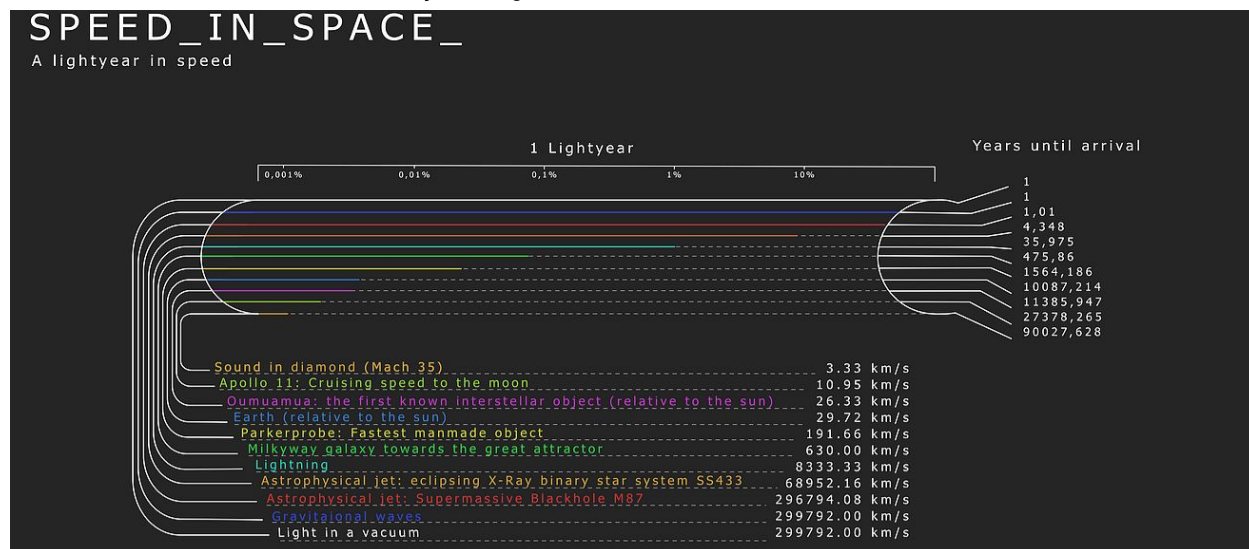 SPEED_IN_SPACE_
A lightyear in speed
1 Lightyear
Years until arrival
0,001% 0,01% 0,1% 1% 10%
1
1
1,01
4,348
35,975
475,86
1564,186
10087,214
11385,947
27378,265
90027,628
Sound in diamond (Mach 35) 3.33 km/s
Apollo 11: Cruising speed to the moon 10.95 km/s
Oumuamua: the first known interstellar object (relative to the sun) 26.33 km/s
Earth (relative to the sun) 29.72 km/s
Parkerprobe: Fastest manmade object 191.66 km/s
Milkyway galaxy towards the great attractor 630.00 km/s
Lightning 8333.33 km/s
Astrophysical jet: eclipsing X-Ray binary star system SS433 68952.16 km/s
Astrophysical jet: Supermassive Blackhole M87 296794.08 km/s
Gravitaional waves 299792.00 km/s
Light in a vacuum 299792.00 km/s